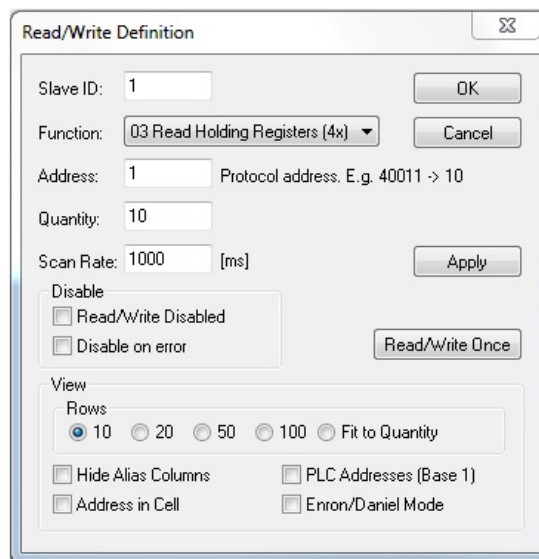 Read/Write Definition
Slave ID: 1 OK
Function: 03 Read Holding Registers (4x) Cancel
Address: 1 Protocol address. E.g. 40011 -> 10
Quantity: 10
Scan Rate: 1000 [ms] Apply
Disable
Read/Write Disabled
Disable on error Read/Write Once
View
Rows
10 20 50 100 Fit to Quantity
Hide Alias Columns PLC Addresses (Base 1)
Address in Cell Enron/Daniel Mode